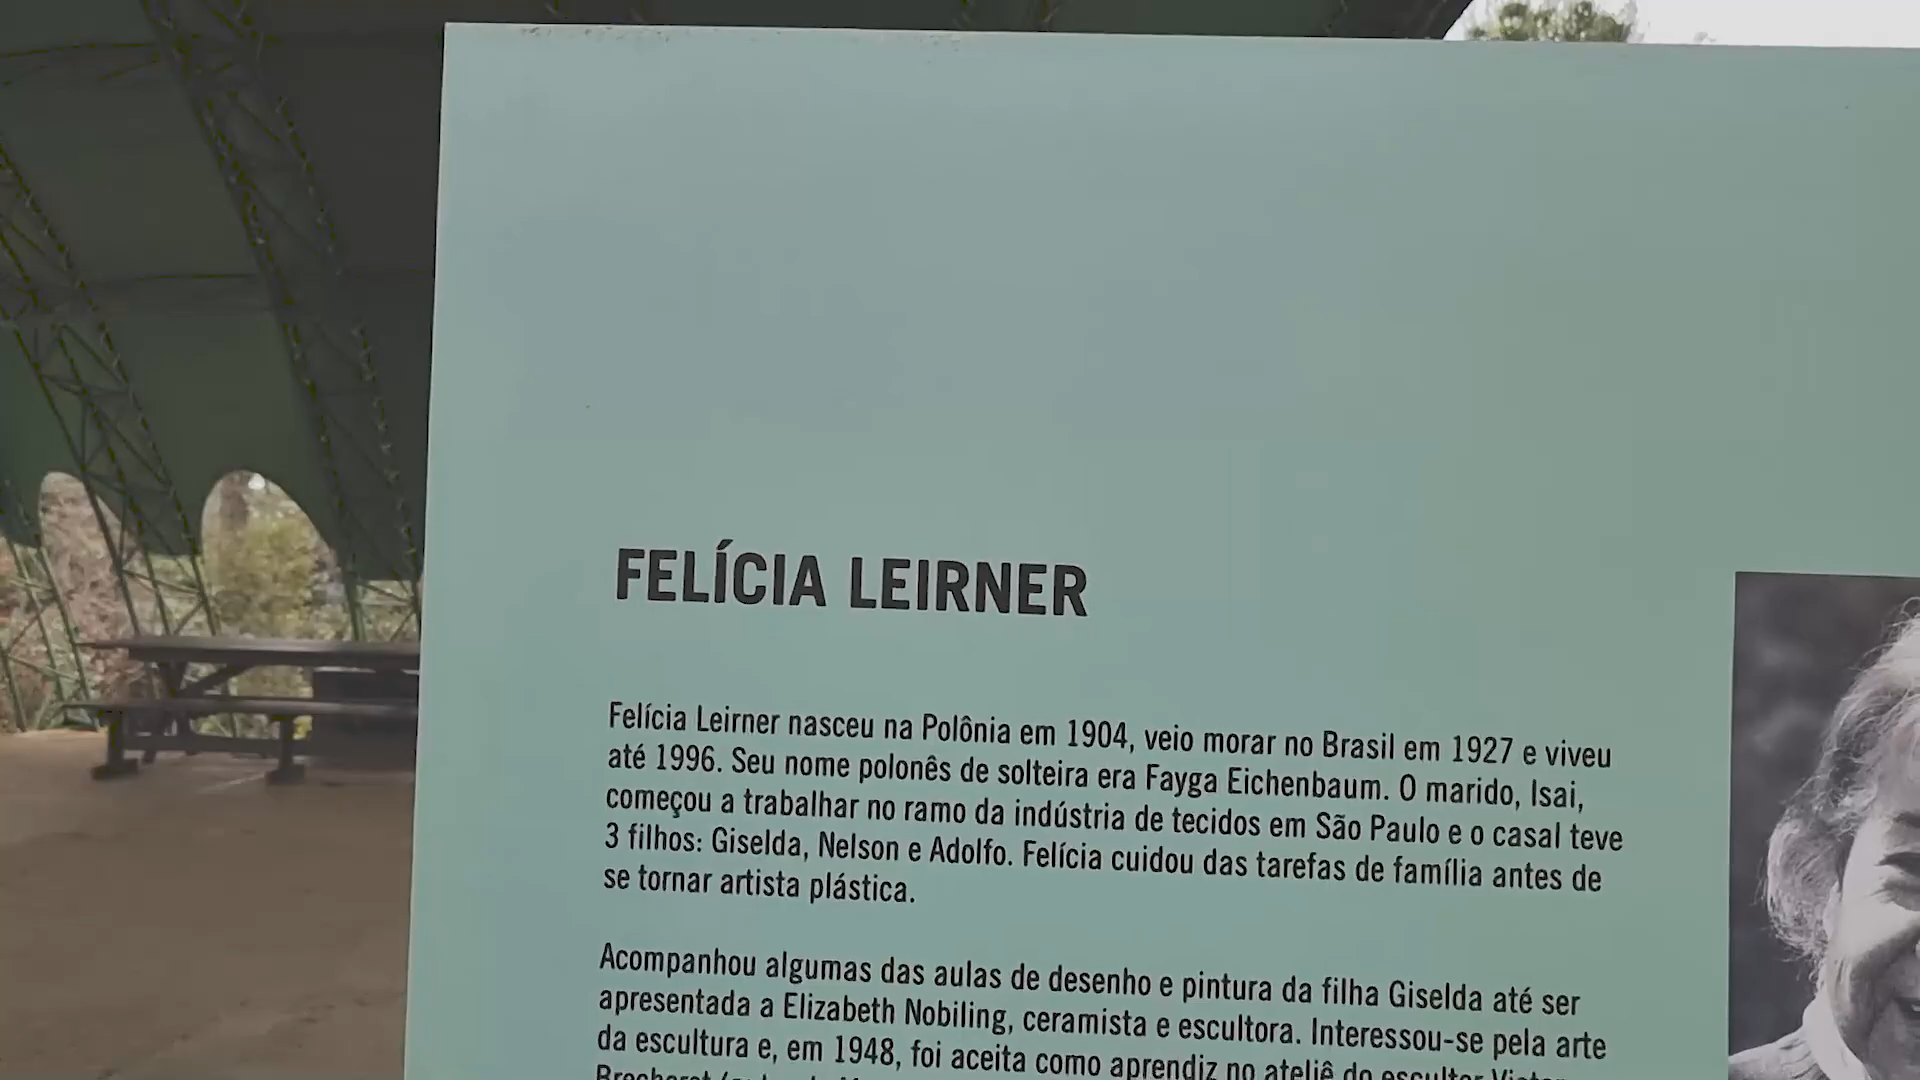 FELÍCIA LEIRNER
Felícia Leirner nasceu na Polônia em 1904, veio morar no Brasil em 1927 e viveu
até 1996. Seu nome polonês de solteira era Fayga Eichenbaum. O marido, Isai,
começou a trabalhar no ramo da indústria de tecidos em São Paulo e o casal teve
3 filhos: Giselda, Nelson e Adolfo. Felícia cuidou das tarefas de família antes de
se tornar artista plástica.
Acompanhou algumas das aulas de desenho e pintura da filha Giselda até ser
apresentada a Elizabeth Nobiling, ceramista e escultora. Interessou-se pela arte
da escultura e, em 1948, foi aceita como aprendiz no ateliê do escultor